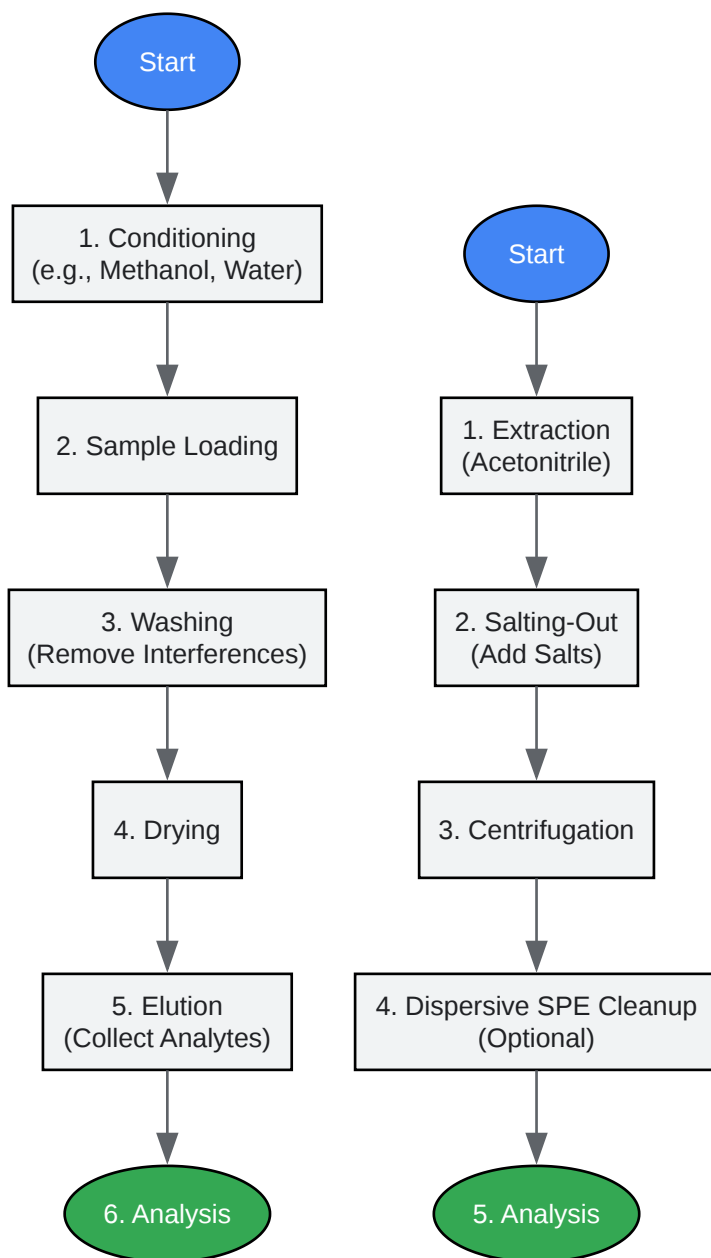 Start
1. Conditioning
(e.g., Methanol, Water)
2. Sample Loading
3. Washing
(Remove Interferences)
4. Drying
5. Elution
(Collect Analytes)
6. Analysis
Start
1. Extraction
(Acetonitrile)
2. Salting-Out
(Add Salts)
3. Centrifugation
4. Dispersive SPE Cleanup
(Optional)
5. Analysis